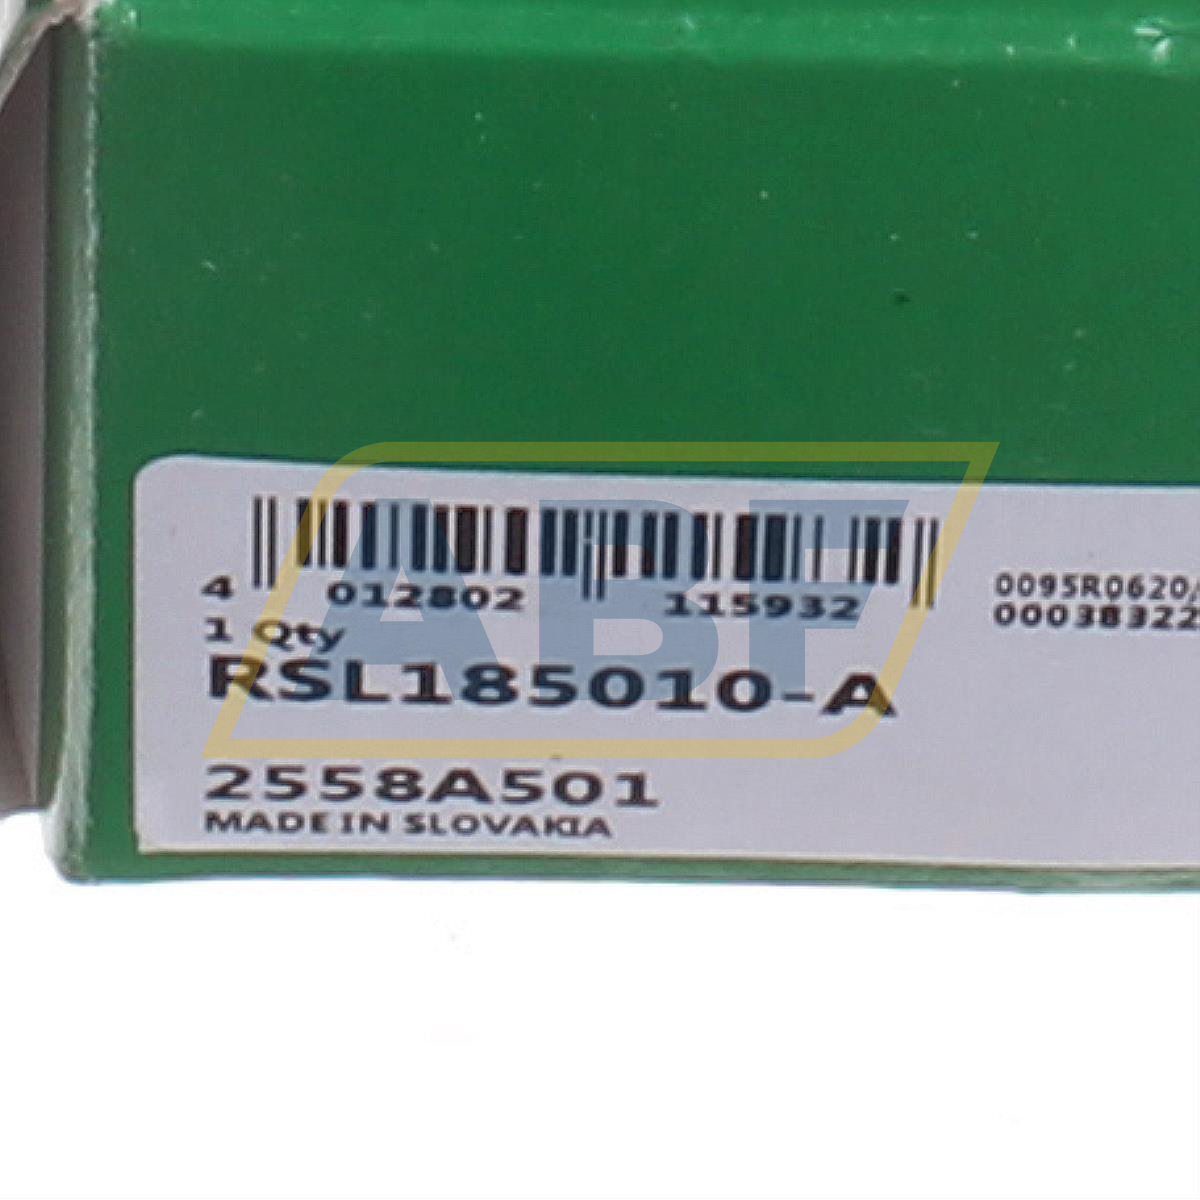 4 012802 115932
0095R0620/
00038322
1 Qty
RSL185010-A
2558A501
MADE IN SLOVAKIA
ABF